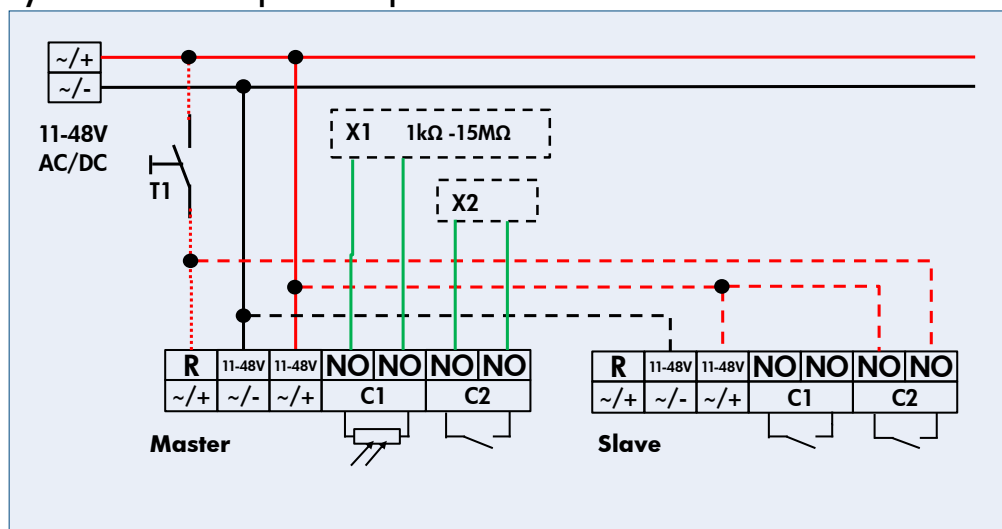 ~/+
~/-
11-48V
AC/DC
T1
X1 1kΩ -15MΩ
X2
R 11-48V 11-48V NO NO NO NO
~/+ ~/- ~/+ C1 C2
Master
R 11-48V 11-48V NO NO NO NO
~/+ ~/- ~/+ C1 C2
Slave